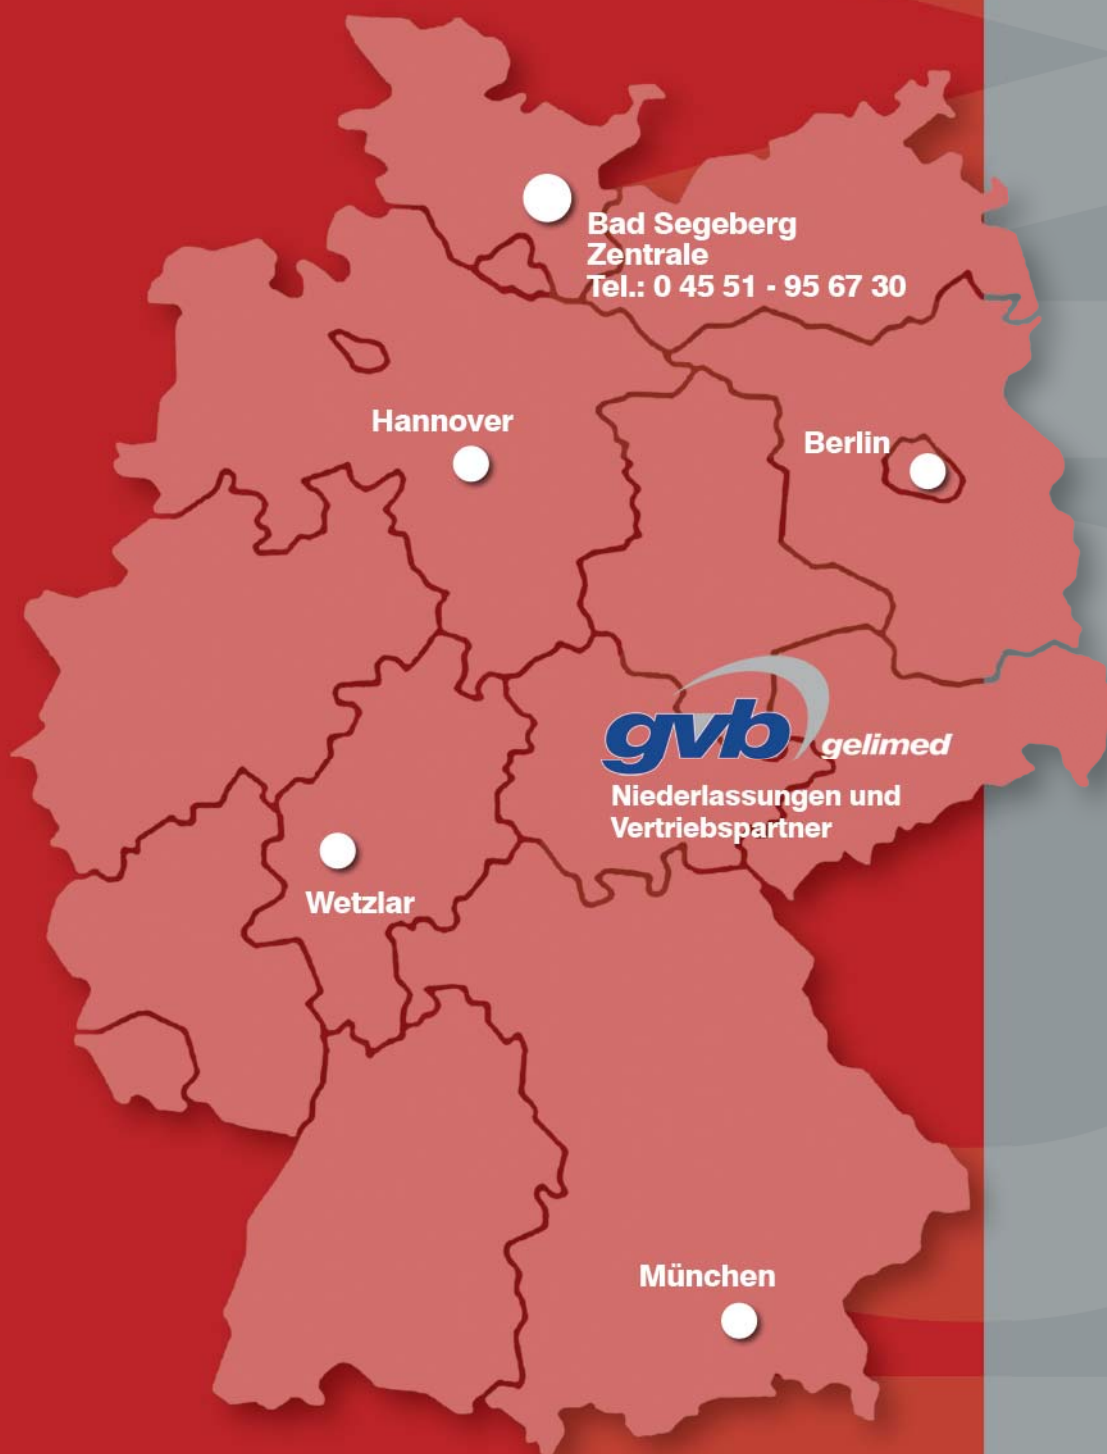 Bad Segeberg
Zentrale
Tel.: 0 45 51 - 95 67 30
Hannover
Berlin
gvb gelimed
Niederlassungen und
Vertriebspartner
Wetzlar
München